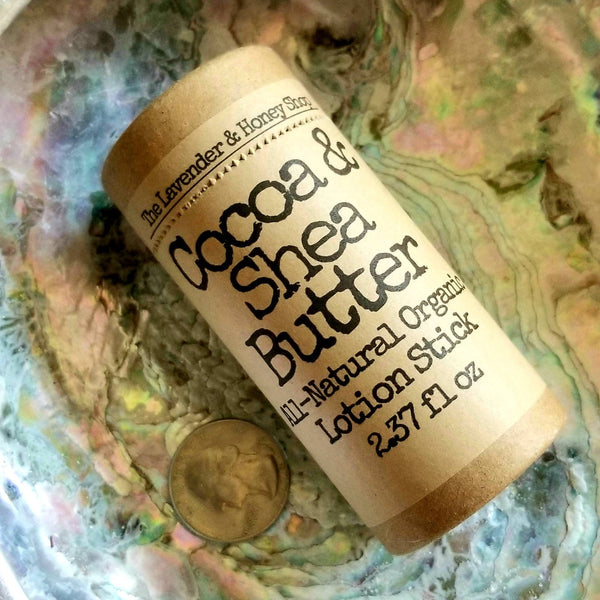 The Lavender & Honey Shop
Cocoa &
Shea
Butter
All-Natural Organic
Lotion Stick
2.37 fl oz